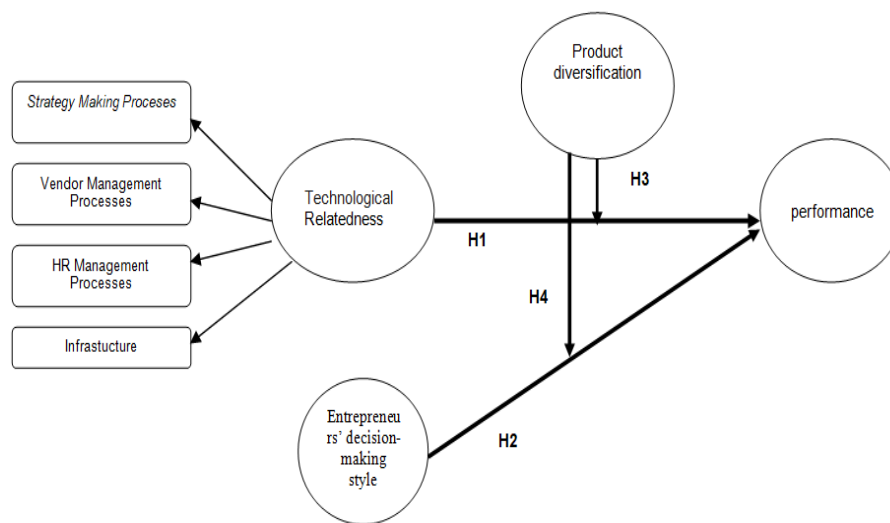 Product
diversification
Strategy Making Proceses
Vendor Management
Processes
HR Management
Processes
Infrastucture
Technological
Relatedness
H3
H1
performance
H4
Entrepreneu
rs’ decision-
making
style
H2